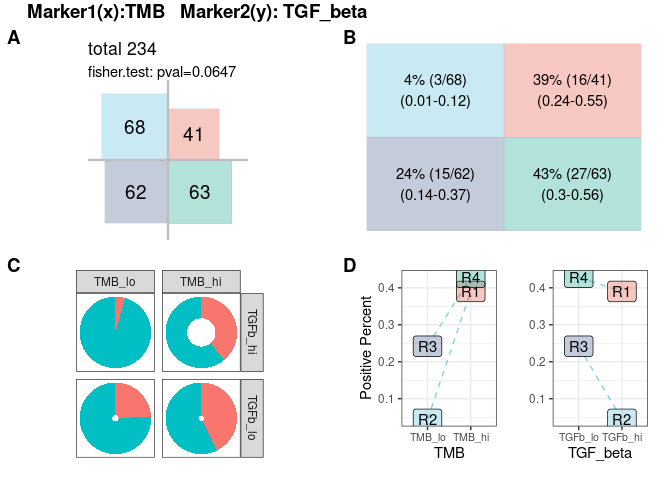 Marker1(x):TMB   Marker2(y): TGF_beta
A
total 234
fisher.test: pval=0.0647
68
41
62
63
B
4% (3/68)
(0.01-0.12)
39% (16/41)
(0.24-0.55)
24% (15/62)
(0.14-0.37)
43% (27/63)
(0.3-0.56)
C
TMB_lo
TMB_hi
TGFb_hi
TGFb_lo
D
Positive Percent
0.4
0.3
0.2
0.1
R4
R1
R3
R2
TMB_lo
TMB_hi
TMB
0.4
0.3
0.2
0.1
R4
R1
R3
R2
TGFb_lo
TGFb_hi
TGF_beta